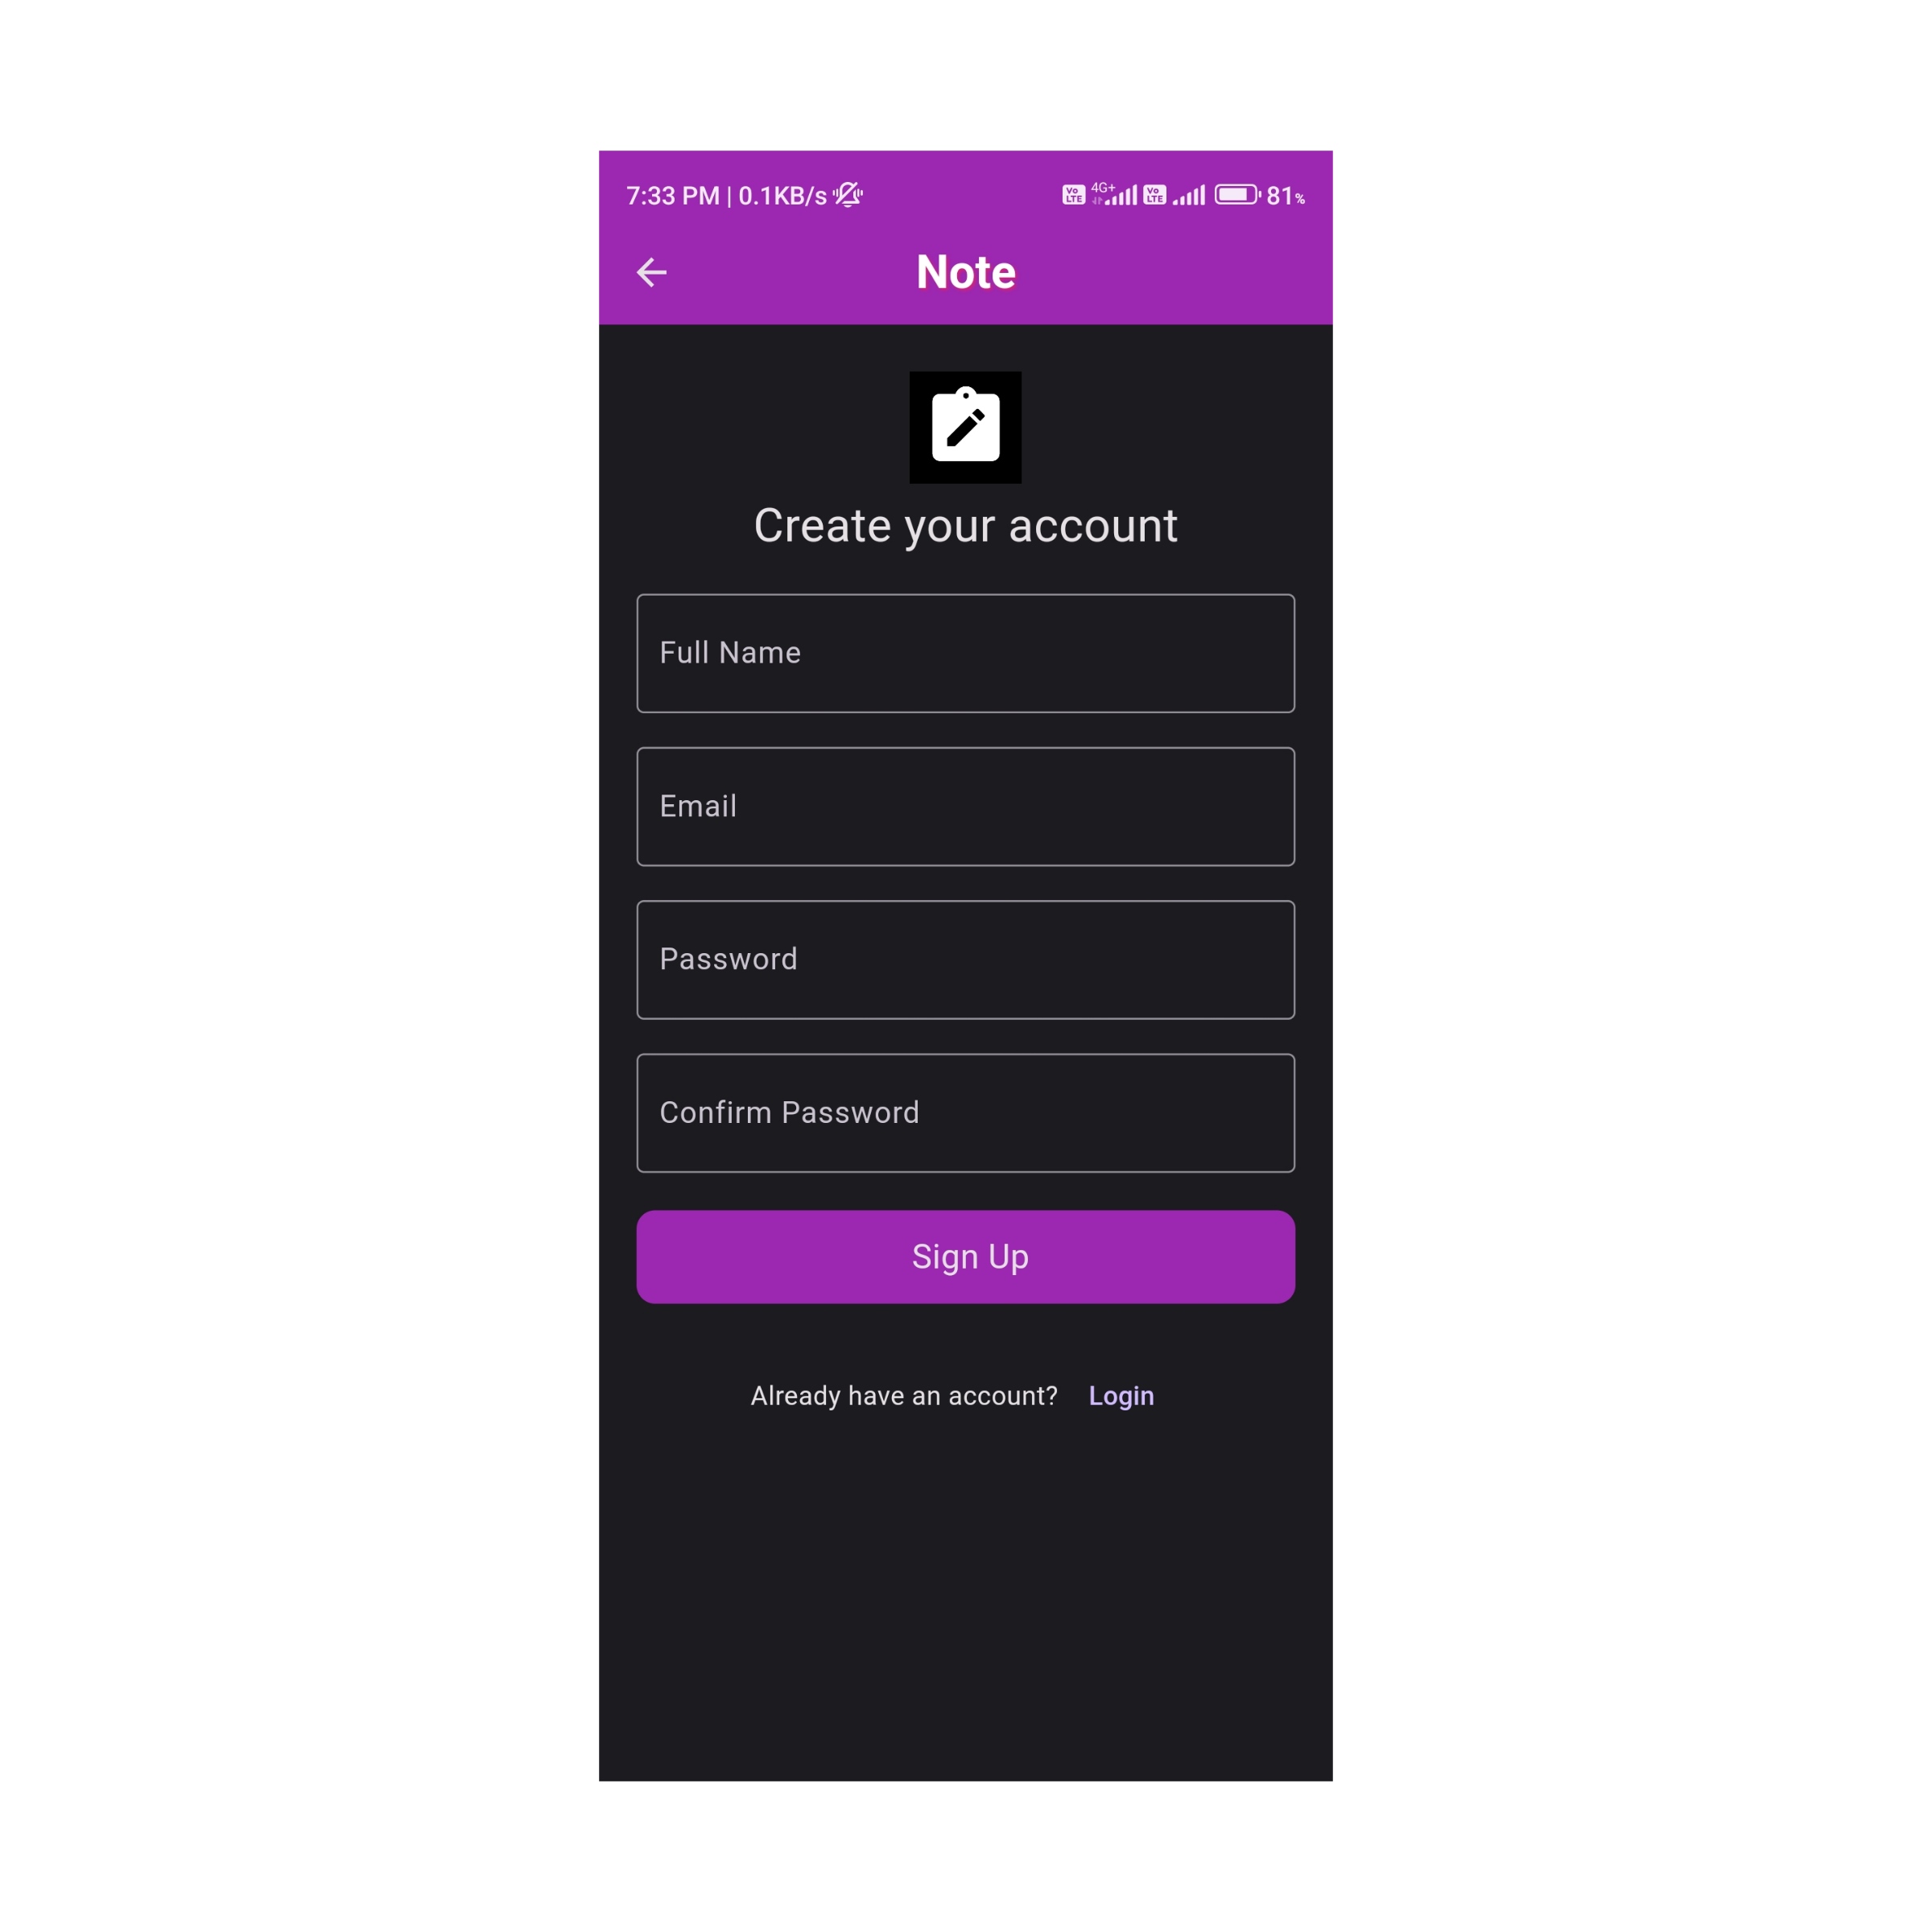 7:33 PM | 0.1KB/s Vo LTE 4G+ Vo LTE 81%
Note
Create your account
Full Name
Email
Password
Confirm Password
Sign Up
Already have an account? Login